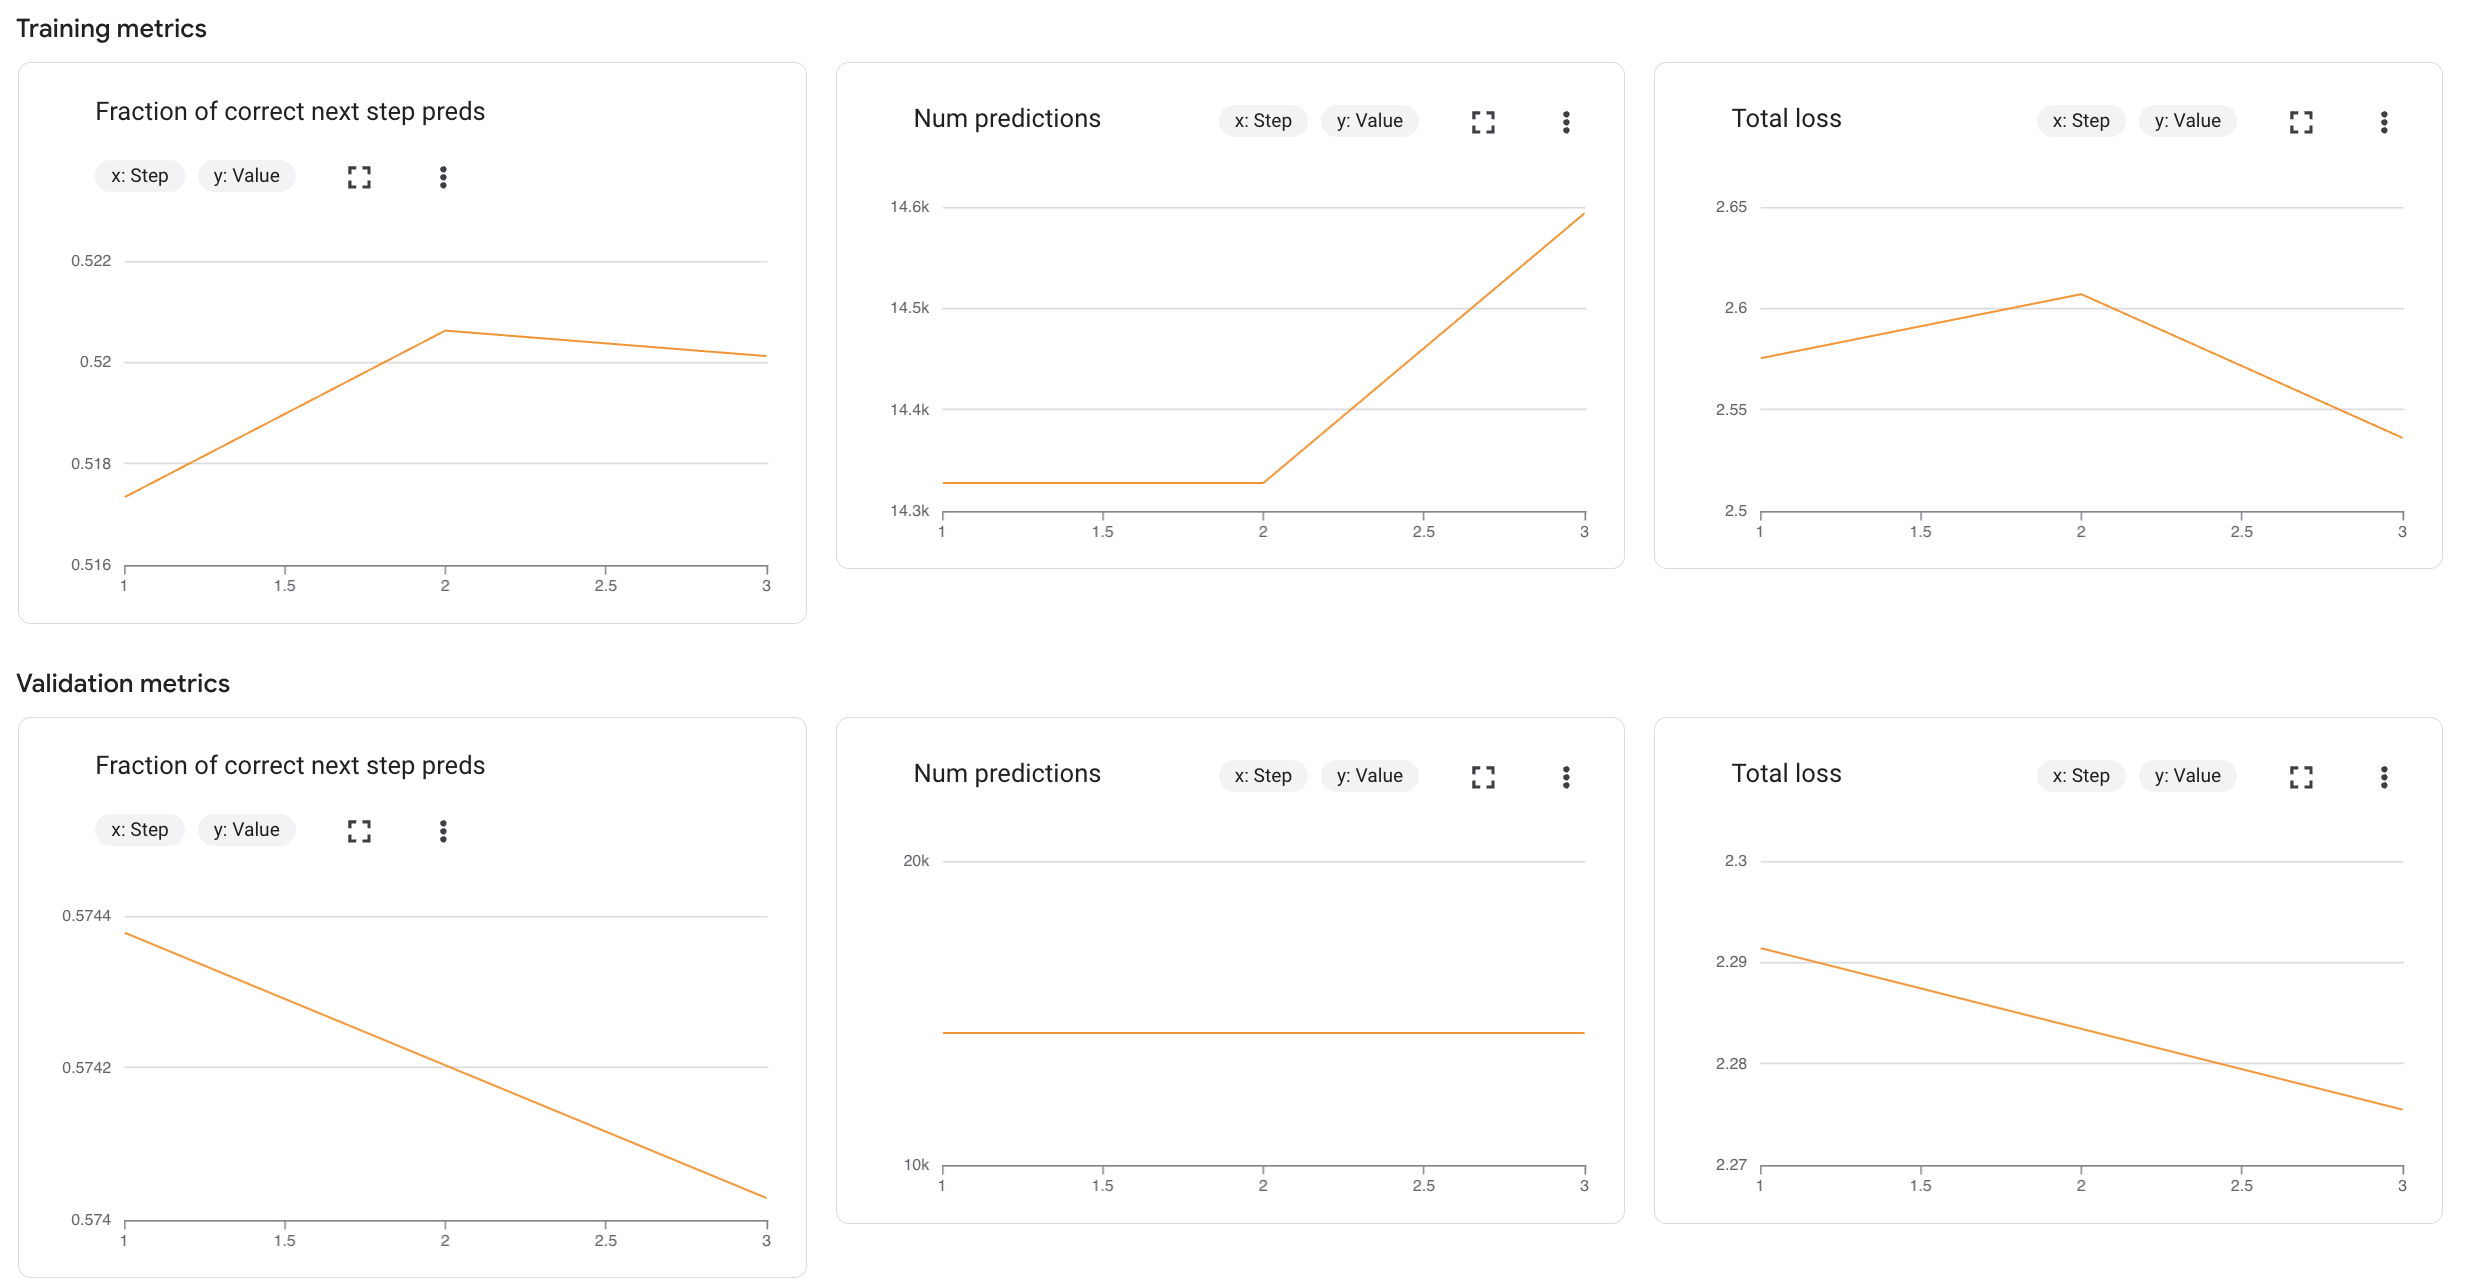 Training metrics
Fraction of correct next step preds
x: Step y: Value
0.522
0.52
0.518
0.516
1 1.5 2 2.5 3
Num predictions x: Step y: Value
14.6k
14.5k
14.4k
14.3k
1 1.5 2 2.5 3
Total loss x: Step y: Value
2.65
2.6
2.55
2.5
1 1.5 2 2.5 3
Validation metrics
Fraction of correct next step preds
x: Step y: Value
0.5744
0.5742
0.574
1 1.5 2 2.5 3
Num predictions x: Step y: Value
20k
10k
1 1.5 2 2.5 3
Total loss x: Step y: Value
2.3
2.29
2.28
2.27
1 1.5 2 2.5 3